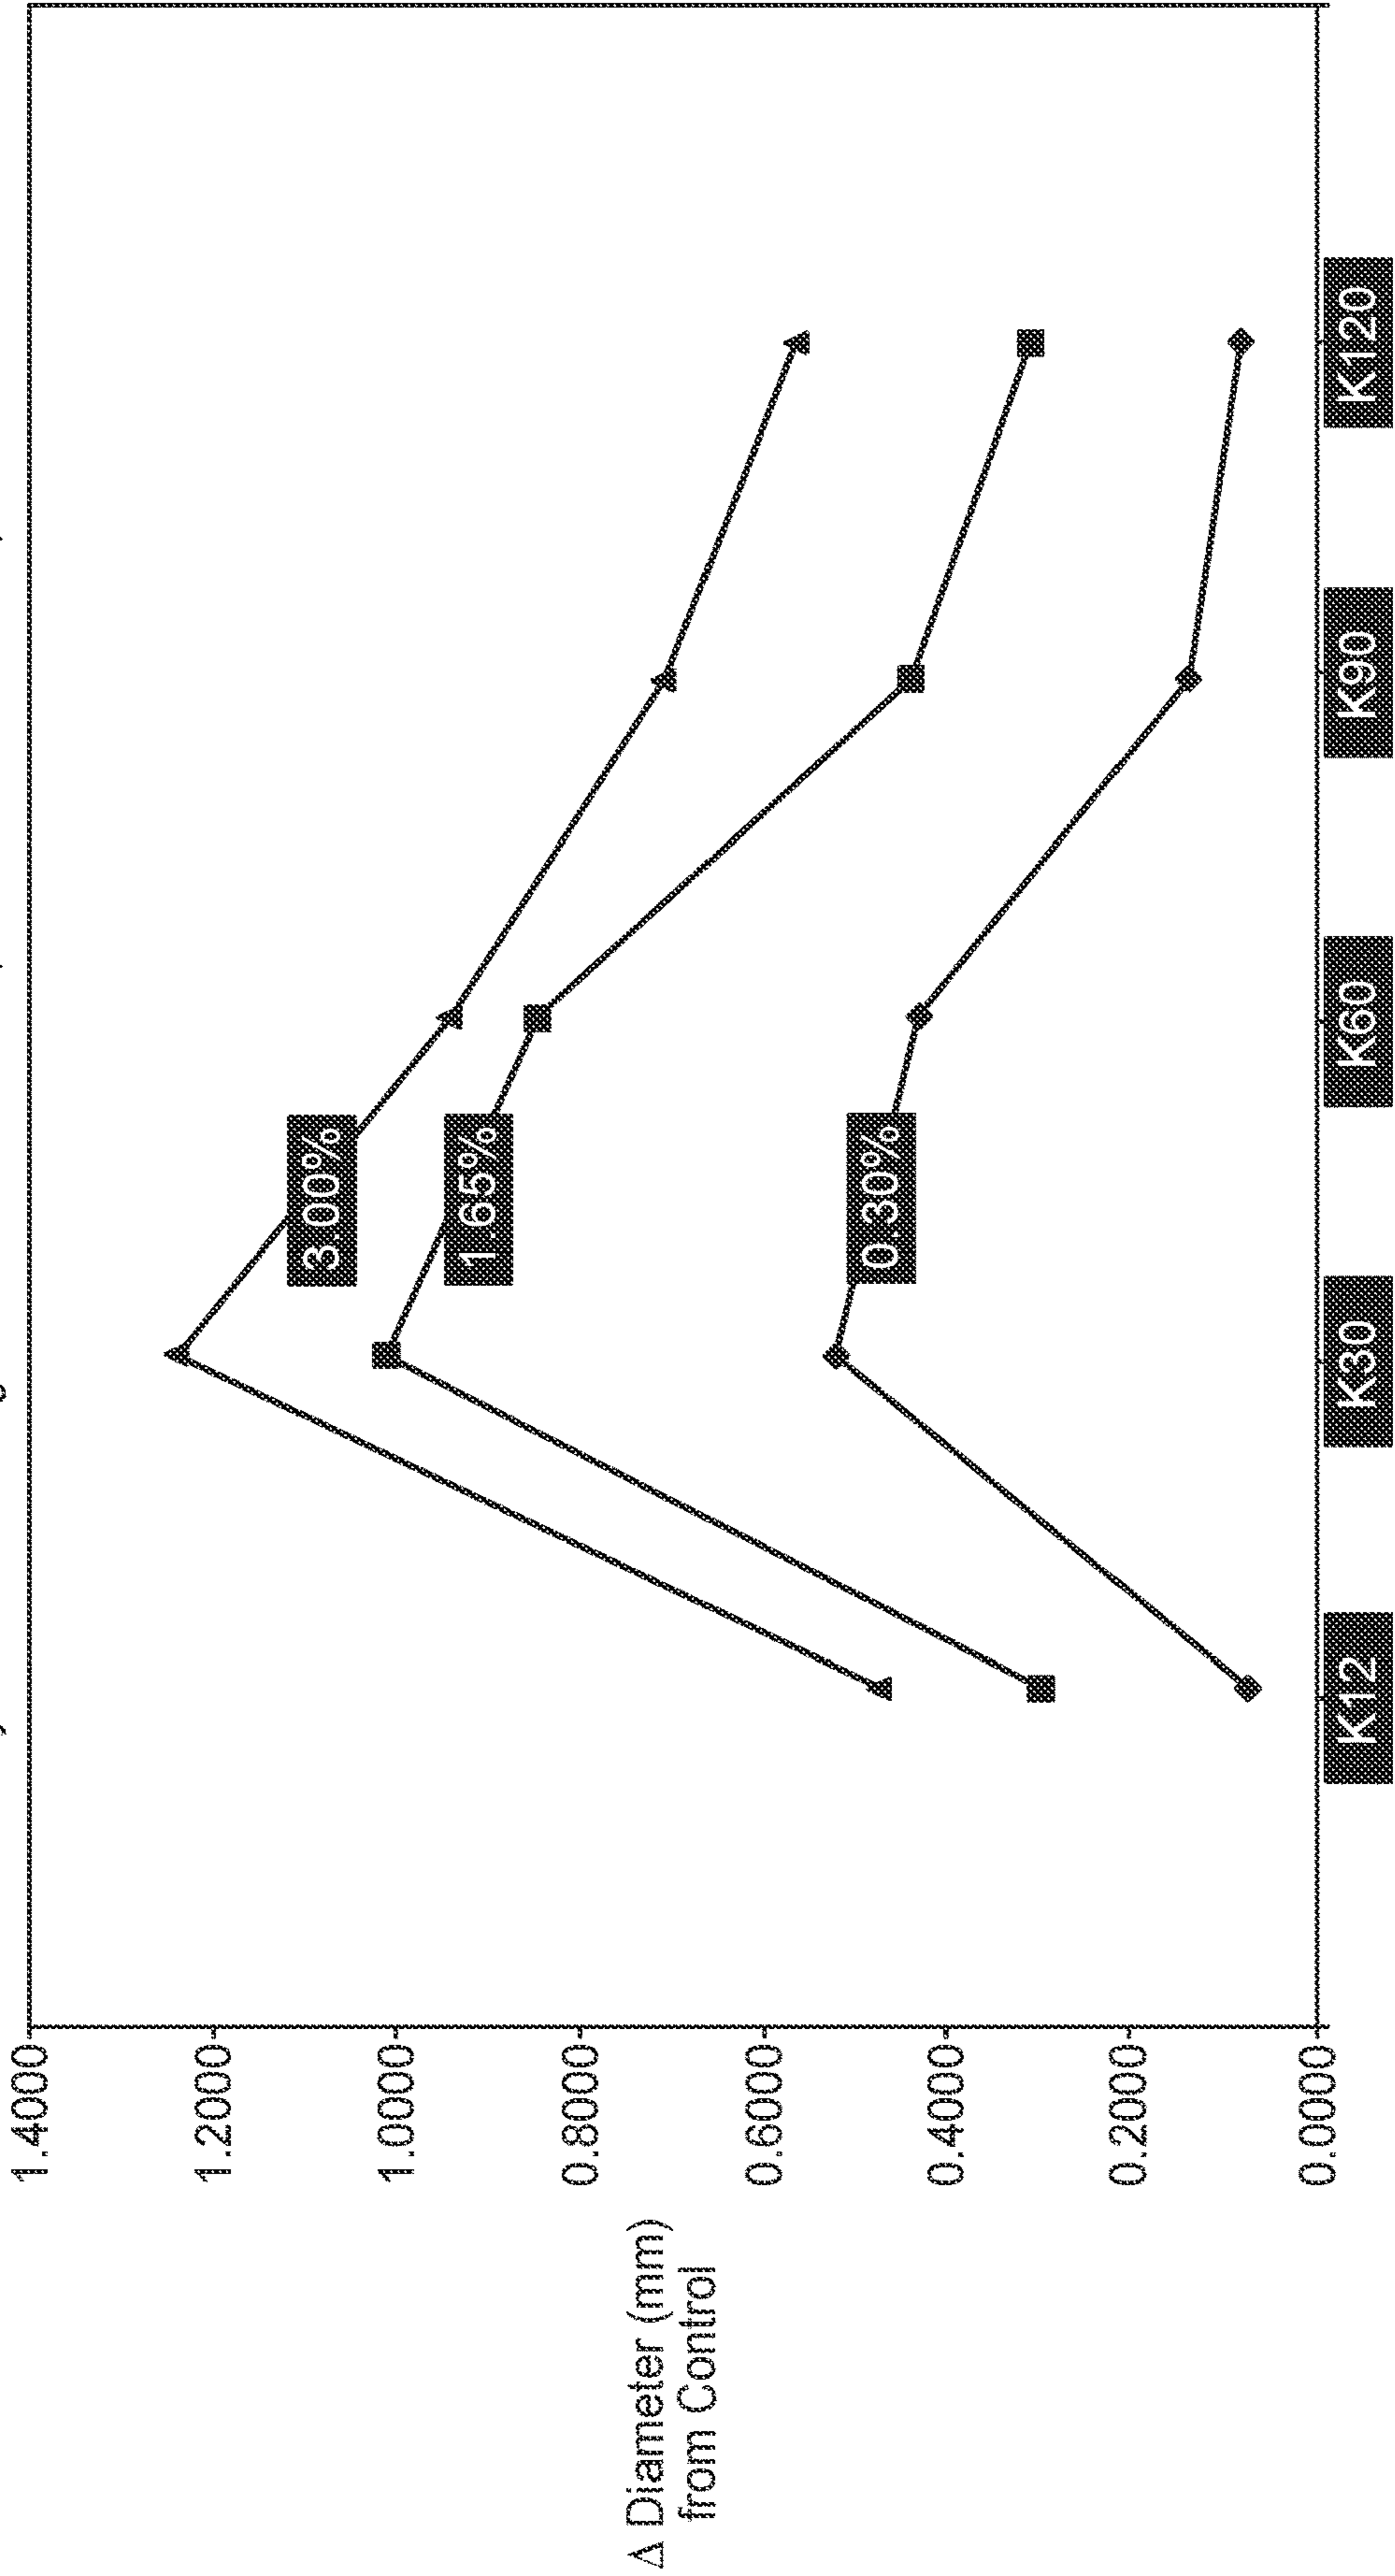 1.4000
1.2000
1.0000
0.8000
0.6000
0.4000
0.2000
0.0000
Δ Diameter (mm)
from Control
3.00%
1.65%
0.30%
K12
K30
K60
K90
K120